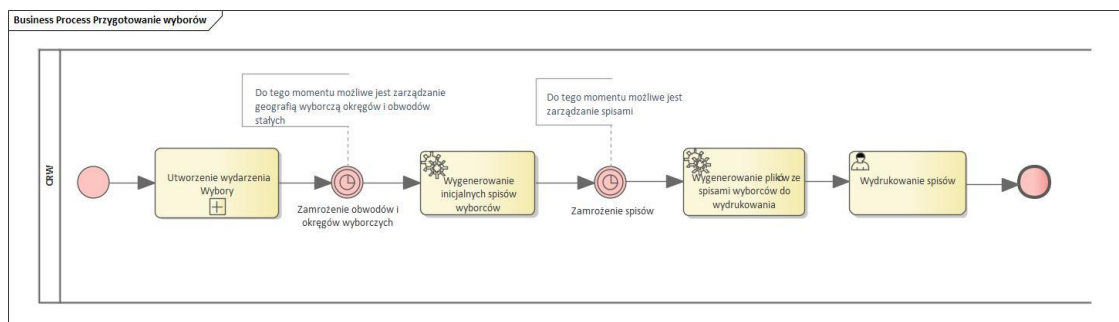 Business Process Przygotowanie wyborów
CRW
Do tego momentu możliwe jest zarządzanie
geografią wyborczą okręgów i obwodów
stałych
Do tego momentu możliwe jest
zarządzanie spisami
Utworzenie wydarzenia
Wybory
Zamrożenie obwodów i
okręgów wyborczych
Wygenerowanie
inicjalnych spisów
wyborców
Zamrożenie spisów
Wygenerowanie plików ze
spisami wyborców do
wydrukowania
Wydrukowanie spisów